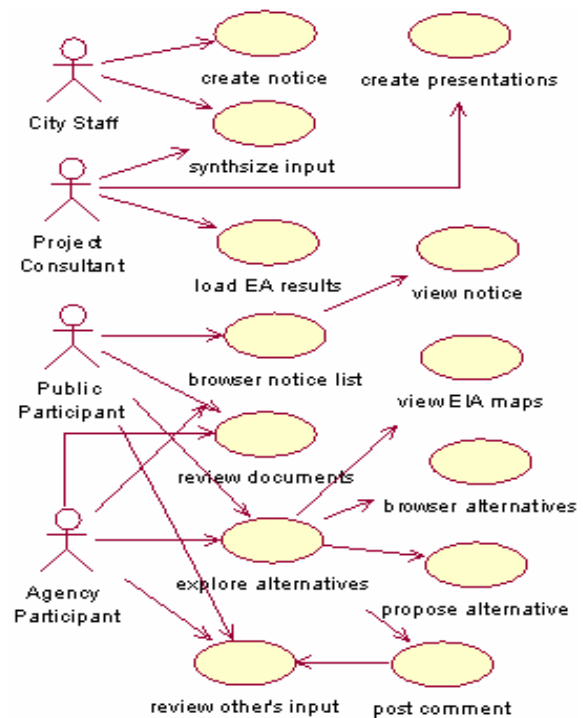 create notice
create presentations
City Staff
synthsize input
Project
Consultant
load EA results
view notice
browser notice list
Public
Participant
view EIA maps
review documents
browser alternatives
explore alternatives
Agency
Participant
propose alternative
review other's input
post comment